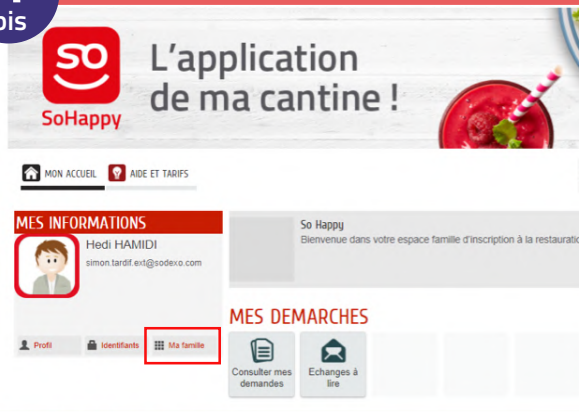 ois
so
SoHappy
L'application
de ma cantine !
MON ACCUEIL
AIDE ET TARIFS
MES INFORMATIONS
Hedi HAMIDI
simon.tardif.ext@sodexo.com
Profil
Identifiants
Ma famille
So Happy
Bienvenue dans votre espace famille d'inscription à la restauratio
MES DEMARCHES
Consulter mes
demandes
Echanges à
lire